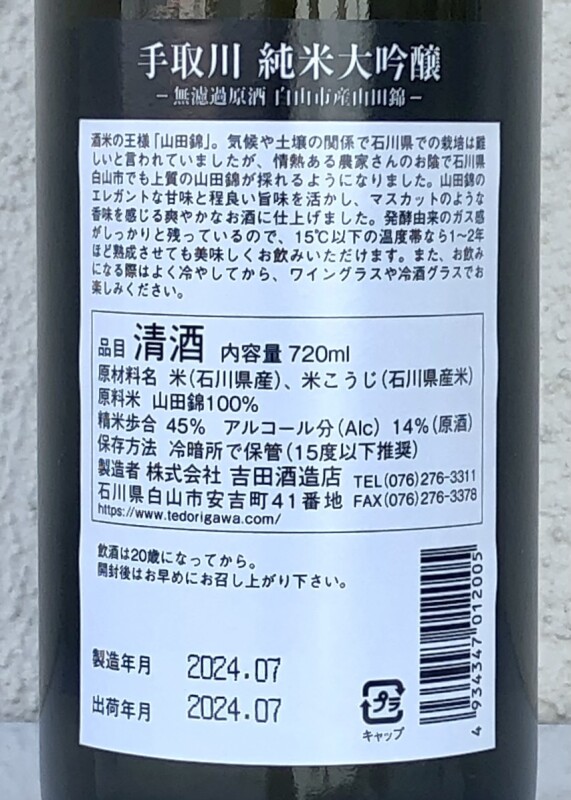 手取川 純米大吟醸
－無濾過原酒 白山市産山田錦－
酒米の王様「山田錦」。気候や土壌の関係で石川県での栽培は難
しいと言われていましたが、情熱ある農家さんのお陰で石川県
白山市でも上質の山田錦が採れるようになりました。山田錦の
エレガントな甘味と程良い旨味を活かし、マスカットのような
香味を感じる爽やかなお酒に仕上げました。発酵由来のガス感
がしっかりと残っているので、15℃以下の温度帯なら1〜2年
ほど熟成させても美味しくお飲みいただけます。また、お飲み
になる際はよく冷やしてから、ワイングラスや冷酒グラスでお
楽しみください。
品目 清酒 内容量 720ml
原材料名 米(石川県産)、米こうじ(石川県産米)
原料米 山田錦100%
精米歩合 45% アルコール分(Alc) 14%(原酒)
保存方法 冷暗所で保管(15度以下推奨)
製造者 株式会社 吉田酒造店 TEL(076)276-3311
石川県白山市安吉町41番地 FAX(076)276-3378
https://www.tedorigawa.com/
飲酒は20歳になってから。
開封後はお早めにお召し上がり下さい。
製造年月 2024.07
出荷年月 2024.07
プラ
キャップ
4 934347 012005